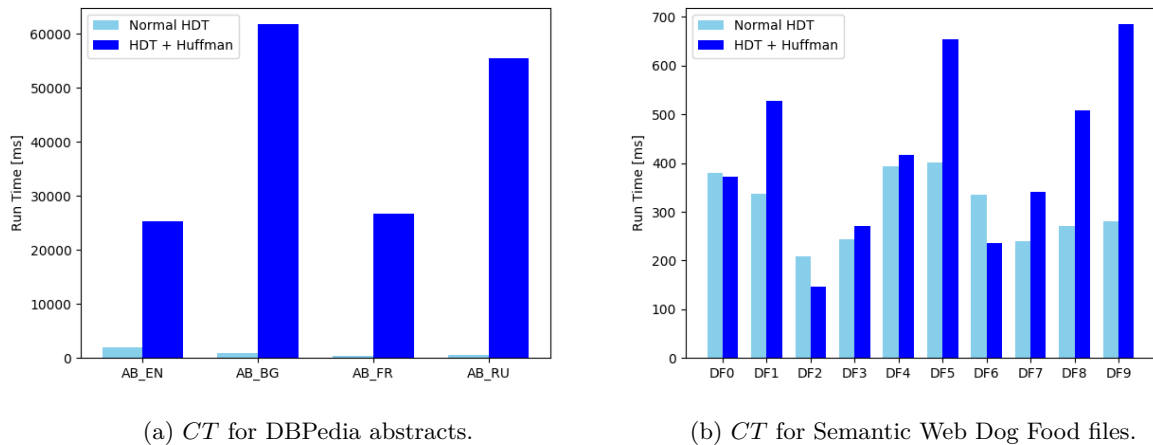 Normal HDT
HDT + Huffman
60000
50000
40000
30000
20000
10000
0
Run Time [ms]
AB_EN AB_BG AB_FR AB_RU
(a) CT for DBPedia abstracts.
Normal HDT
HDT + Huffman
700
600
500
400
300
200
100
0
Run Time [ms]
DF0 DF1 DF2 DF3 DF4 DF5 DF6 DF7 DF8 DF9
(b) CT for Semantic Web Dog Food files.